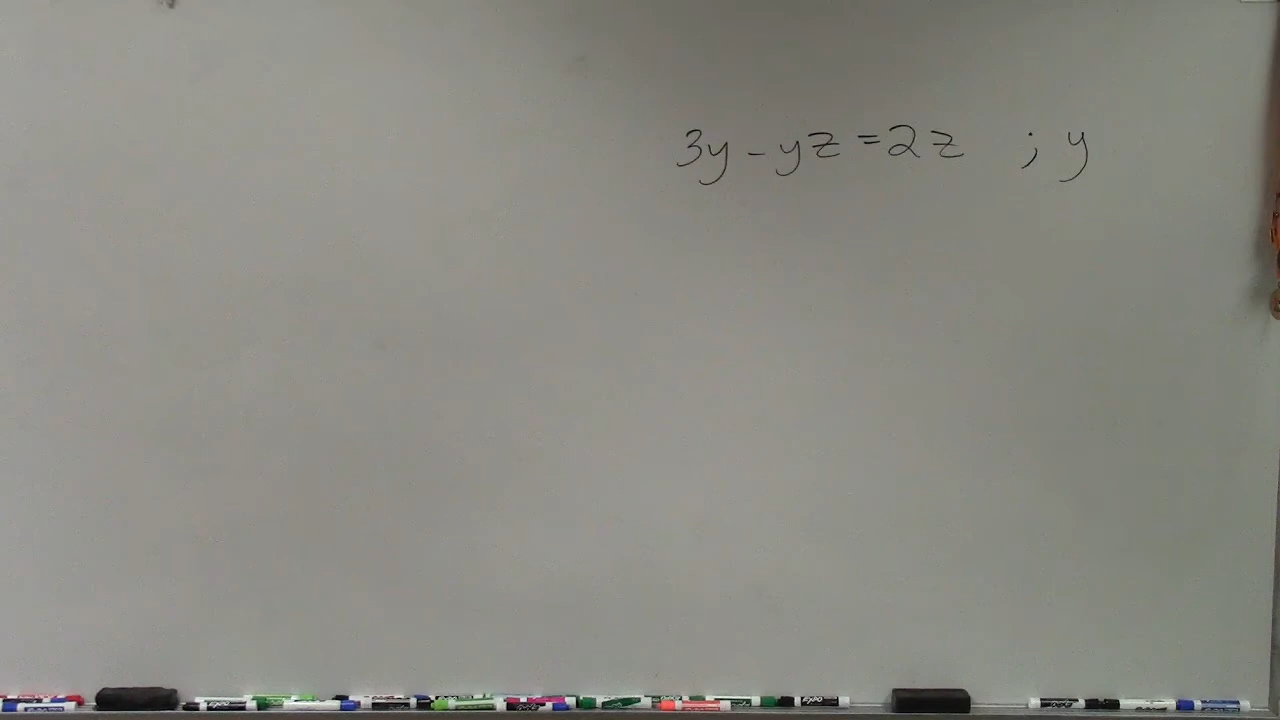 3y - yz = 2z ; y